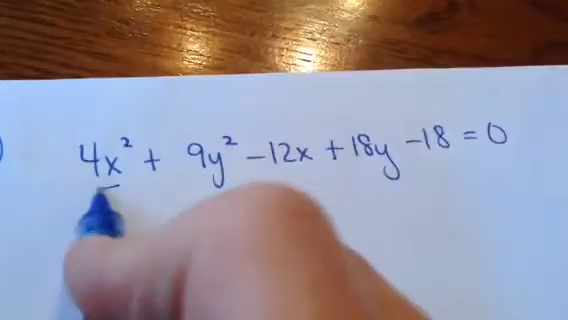 4x² + 9y² - 12x + 18y - 18 = 0